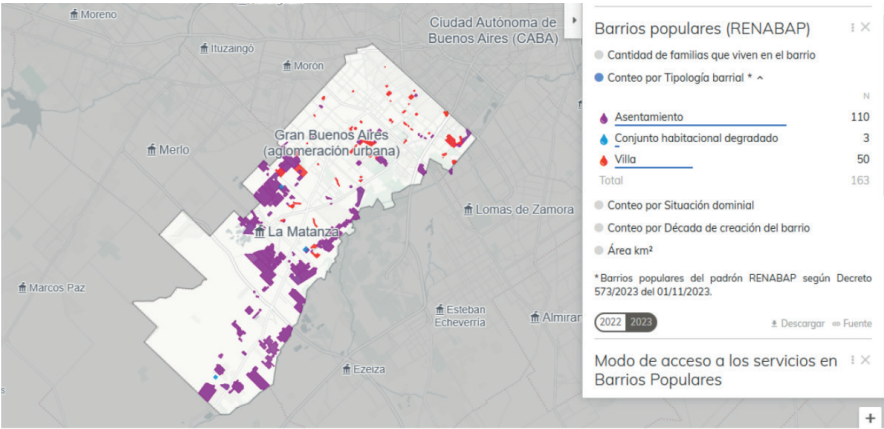 Moreno
Ituzaingó
Morón
Merlo
Marcos Paz
Ciudad Autónoma de
Buenos Aires (CABA)
Gran Buenos Aires
(aglomeración urbana)
La Matanza
Lomas de Zamora
Esteban
Echeverría
Almiran
Ezeiza
Barrios populares (RENABAP)
Cantidad de familias que viven en el barrio
Conteo por Tipología barrial *
N
Asentamiento 110
Conjunto habitacional degradado 3
Villa 50
Total 163
Conteo por Situación dominial
Conteo por Década de creación del barrio
Área km²
*Barrios populares del padrón RENABAP según Decreto
573/2023 del 01/11/2023.
2022 2023 Descargar Fuente
Modo de acceso a los servicios en
Barrios Populares
+